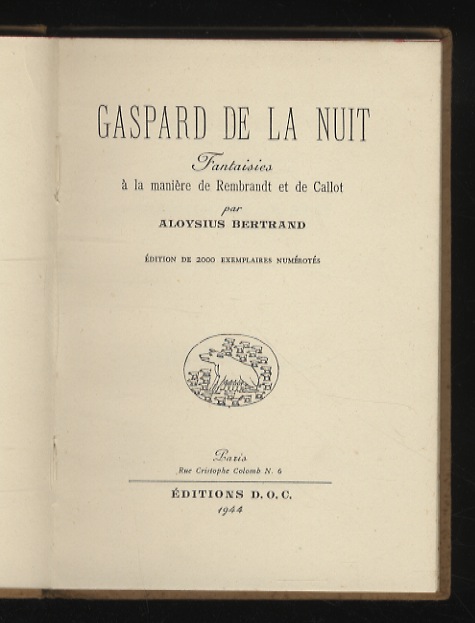 GASPARD DE LA NUIT
Fantaisies
à la manière de Rembrandt et de Callot
par
ALOYSIUS BERTRAND
ÉDITION DE 2000 EXEMPLAIRES NUMÉROTÉS
Paris
Rue Cristophe Colomb N. 6
ÉDITIONS D. O. C.
1944